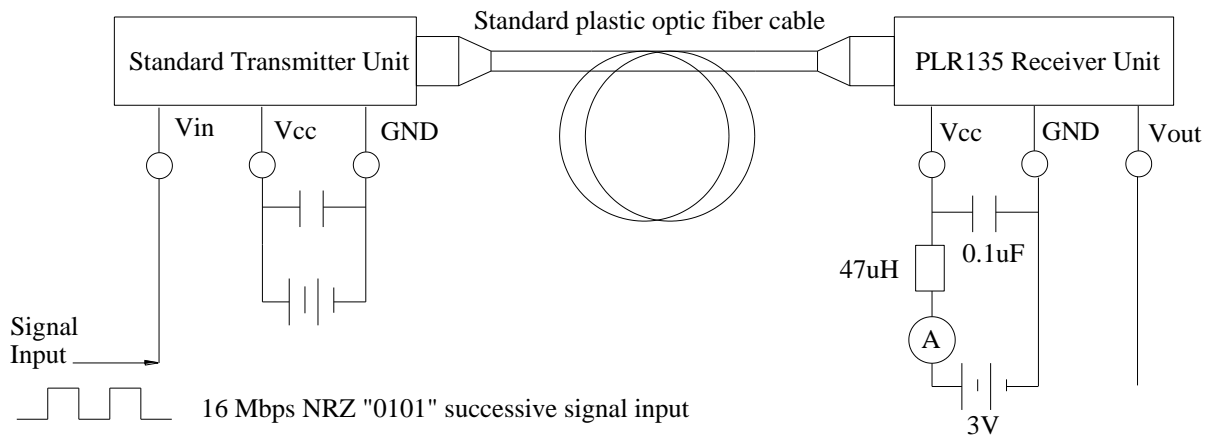 Standard plastic optic fiber cable
Standard Transmitter Unit
PLR135 Receiver Unit
Vin
Vcc
GND
Vcc
GND
Vout
47uH
0.1uF
A
Signal
Input
16 Mbps NRZ "0101" successive signal input
3V